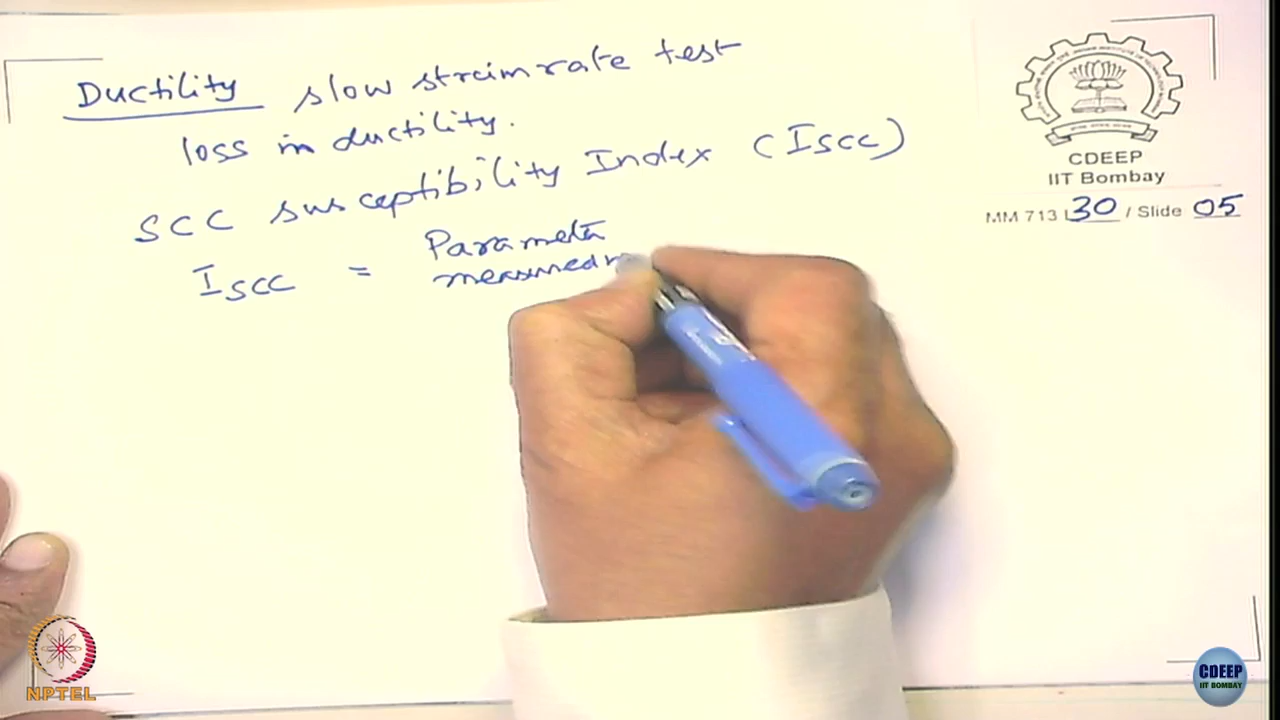 Ductility slow strain rate test
loss in ductility.
SCC susceptibility Index (ISCC)
ISCC = Parameter
measured
CDEEP
IIT Bombay
MM 713 L30 / Slide 05
NPTEL
CDEEP
IIT BOMBAY